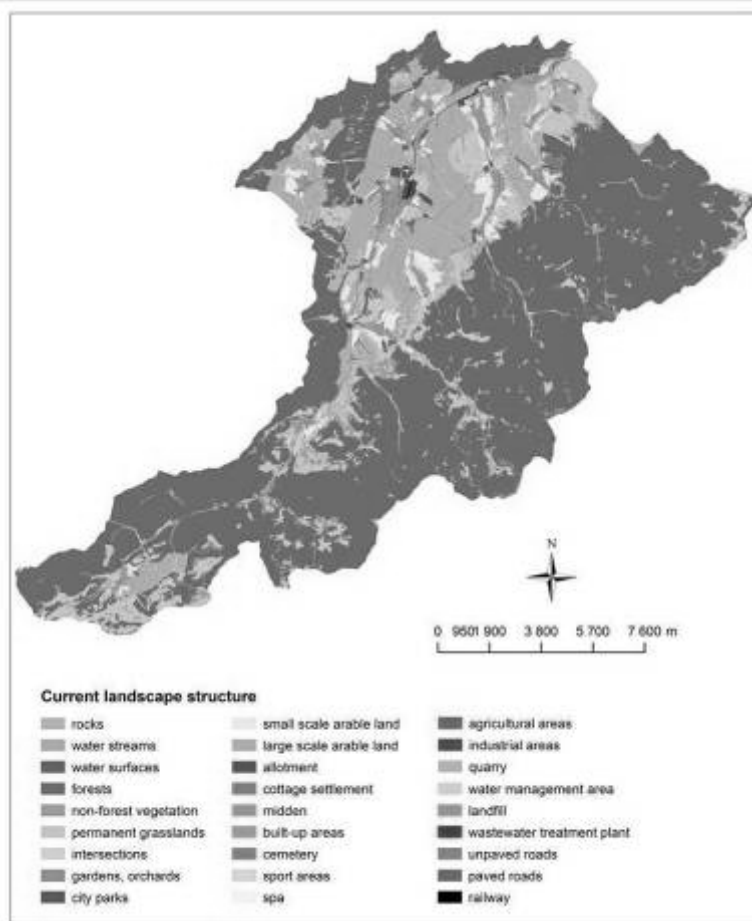 N
0 950 1 900 3 800 5 700 7 600 m
Current landscape structure
rocks
water streams
water surfaces
forests
non-forest vegetation
permanent grasslands
intersections
gardens, orchards
city parks
small scale arable land
large scale arable land
allotment
cottage settlement
midden
built-up areas
cemetery
sport areas
spa
agricultural areas
industrial areas
quarry
water management area
landfill
wastewater treatment plant
unpaved roads
paved roads
railway